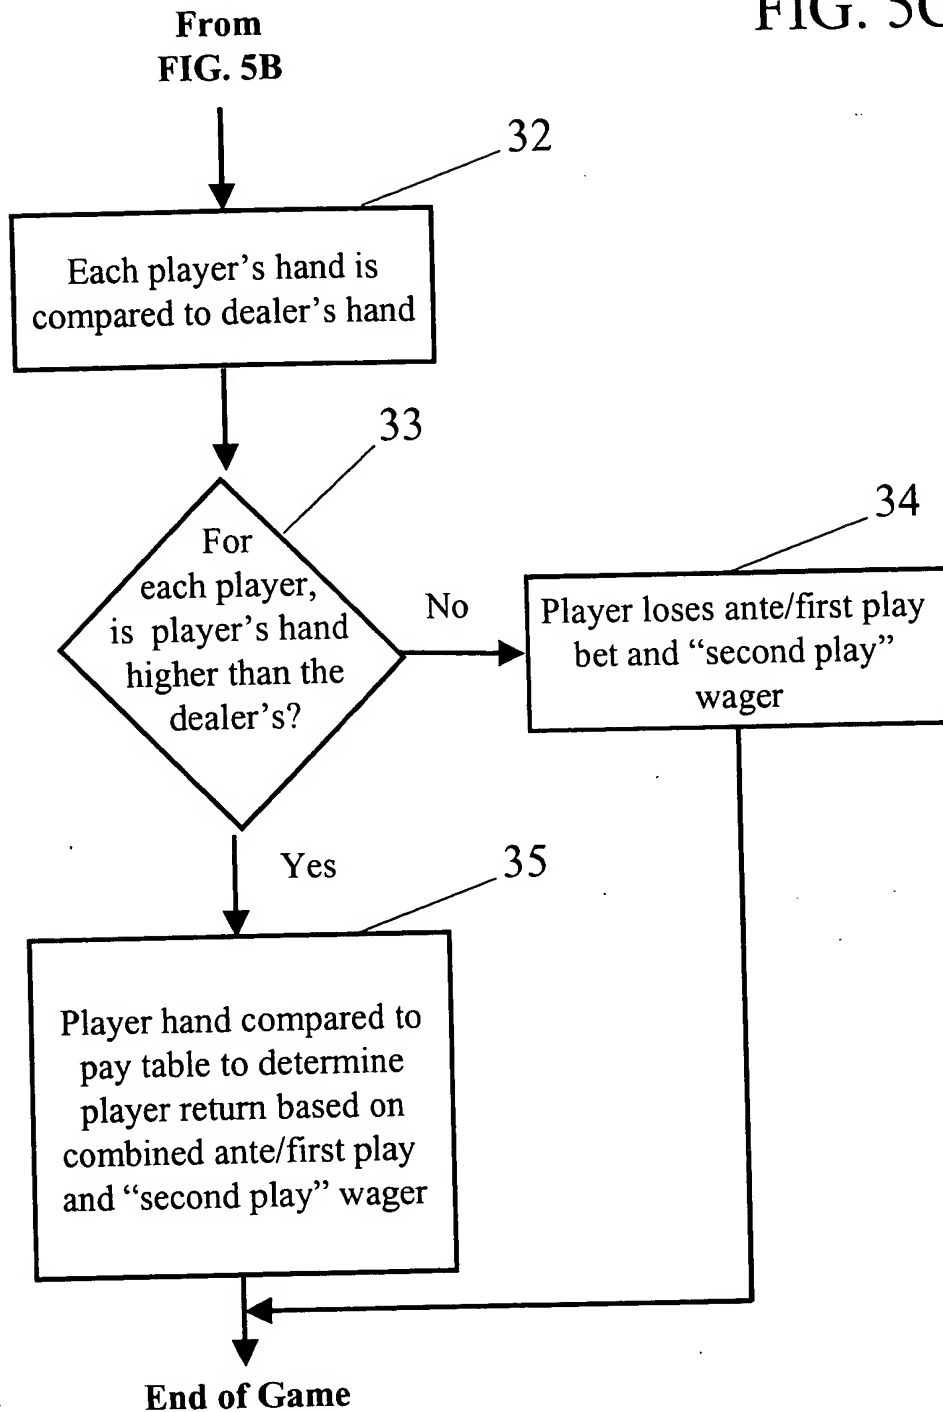 FIG. 5C
From
FIG. 5B
32
Each player's hand is
compared to dealer's hand
33
For
each player,
is player's hand
higher than the
dealer's?
No
34
Player loses ante/first play
bet and “second play”
wager
Yes
35
Player hand compared to
pay table to determine
player return based on
combined ante/first play
and “second play” wager
End of Game